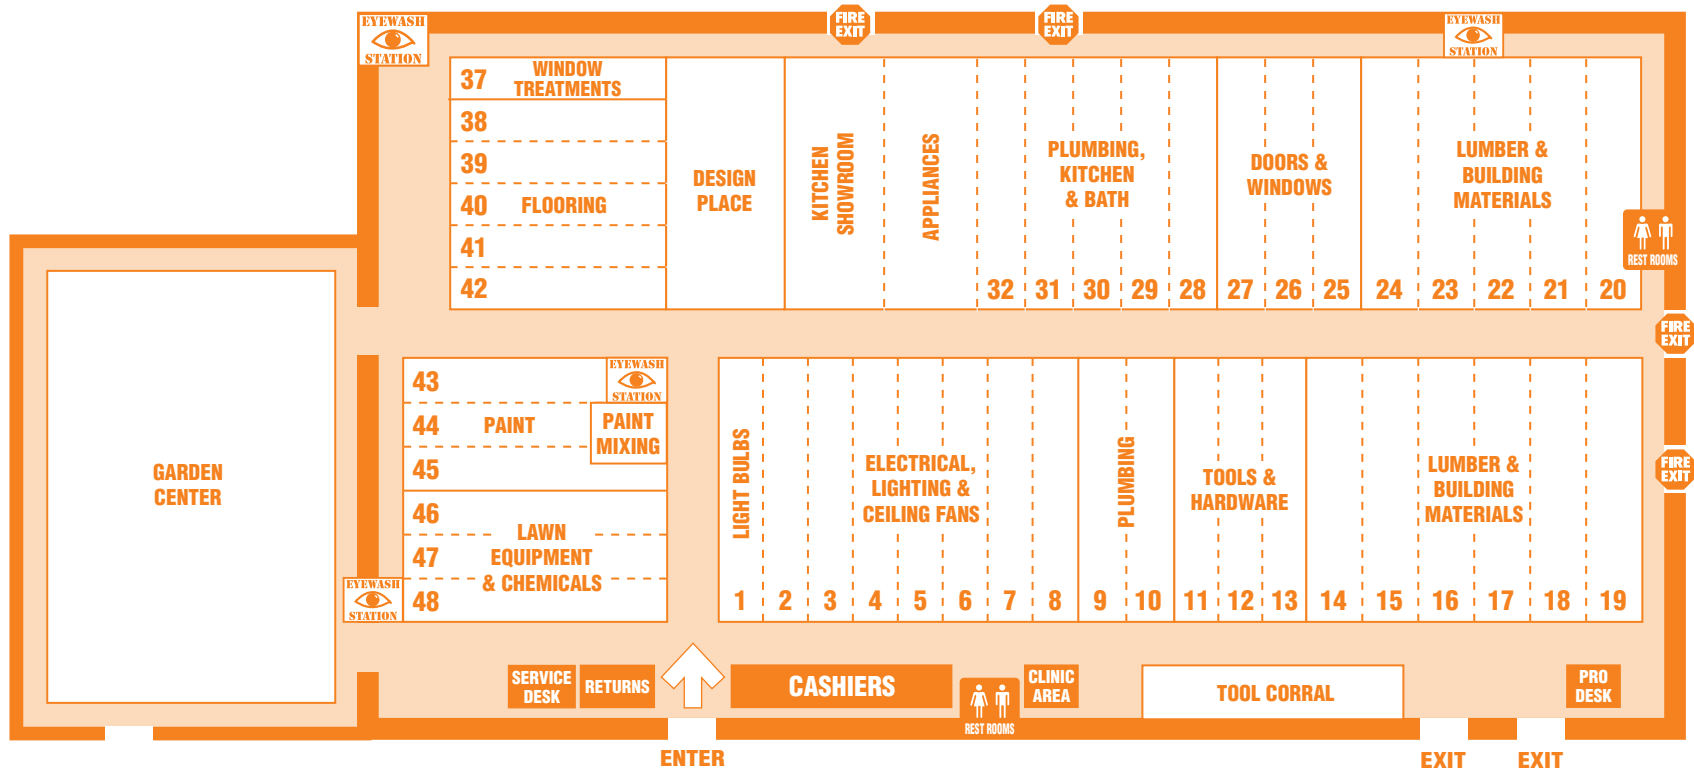 EYEWASH
STATION
FIRE
EXIT
FIRE
EXIT
EYEWASH
STATION
37 WINDOW
TREATMENTS
38
39
40 FLOORING
41
42
DESIGN
PLACE
KITCHEN
SHOWROOM
APPLIANCES
PLUMBING,
KITCHEN
& BATH
DOORS &
WINDOWS
LUMBER &
BUILDING
MATERIALS
32 31 30 29 28 27 26 25 24 23 22 21 20
REST ROOMS
FIRE
EXIT
FIRE
EXIT
GARDEN
CENTER
43
EYEWASH
STATION
44 PAINT
PAINT
MIXING
45
46
47
48
LAWN
EQUIPMENT
& CHEMICALS
EYEWASH
STATION
LIGHT BULBS
ELECTRICAL,
LIGHTING &
CEILING FANS
PLUMBING
TOOLS &
HARDWARE
LUMBER &
BUILDING
MATERIALS
1 2 3 4 5 6 7 8 9 10 11 12 13 14 15 16 17 18 19
SERVICE
DESK
RETURNS
CASHIERS
REST ROOMS
CLINIC
AREA
TOOL CORRAL
PRO
DESK
ENTER
EXIT
EXIT